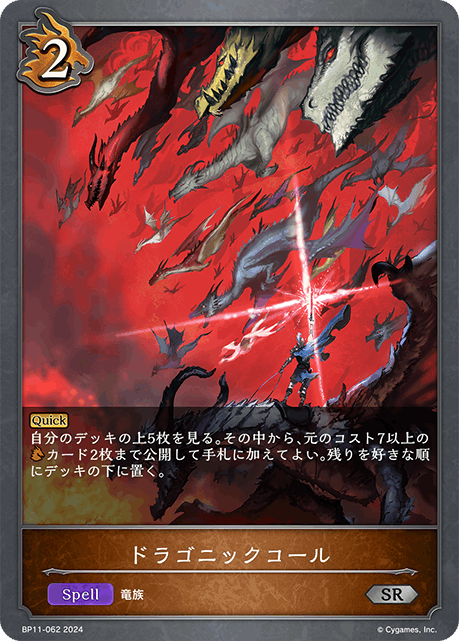 2
Quick
自分のデッキの上5枚を見る。その中から、元のコスト7以上の
カード2枚まで公開して手札に加えてよい。残りを好きな順
にデッキの下に置く。
ドラゴニックコール
Spell 竜族 SR
BP11-062 2024 © Cygames, Inc.